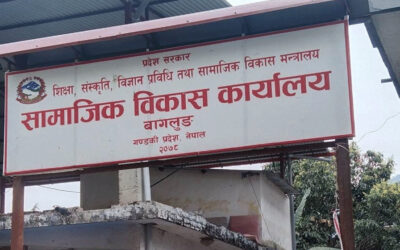 प्रदेश सरकार
शिक्षा, संस्कृति, विज्ञान प्रविधि तथा सामाजिक विकास मन्त्रालय
सामाजिक विकास कार्यालय
बागलुङ
गण्डकी प्रदेश, नेपाल
२०७८